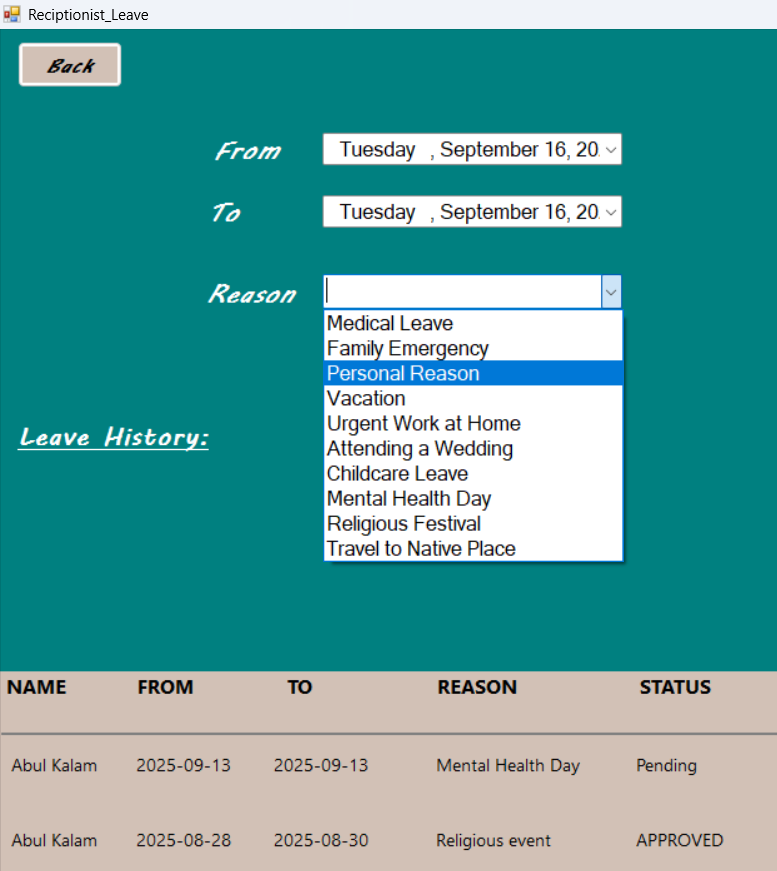 Reciptionist_Leave
Back
From Tuesday , September 16, 20
To Tuesday , September 16, 20
Reason
Medical Leave
Family Emergency
Personal Reason
Vacation
Urgent Work at Home
Leave History:
Attending a Wedding
Childcare Leave
Mental Health Day
Religious Festival
Travel to Native Place
NAME FROM TO REASON STATUS
Abul Kalam 2025-09-13 2025-09-13 Mental Health Day Pending
Abul Kalam 2025-08-28 2025-08-30 Religious event APPROVED